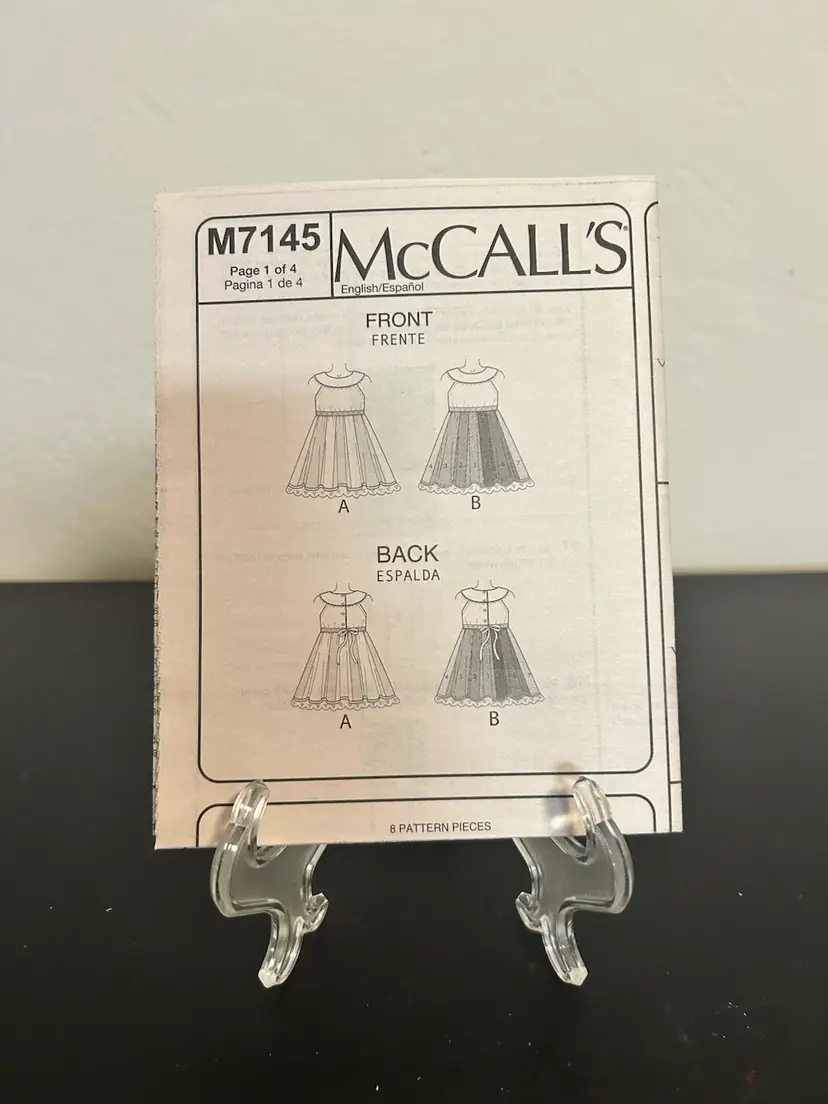 M7145
Page 1 of 4
Pagina 1 de 4
McCALL'S®
English/Español
FRONT
FRENTE
A
B
BACK
ESPALDA
A
B
8 PATTERN PIECES